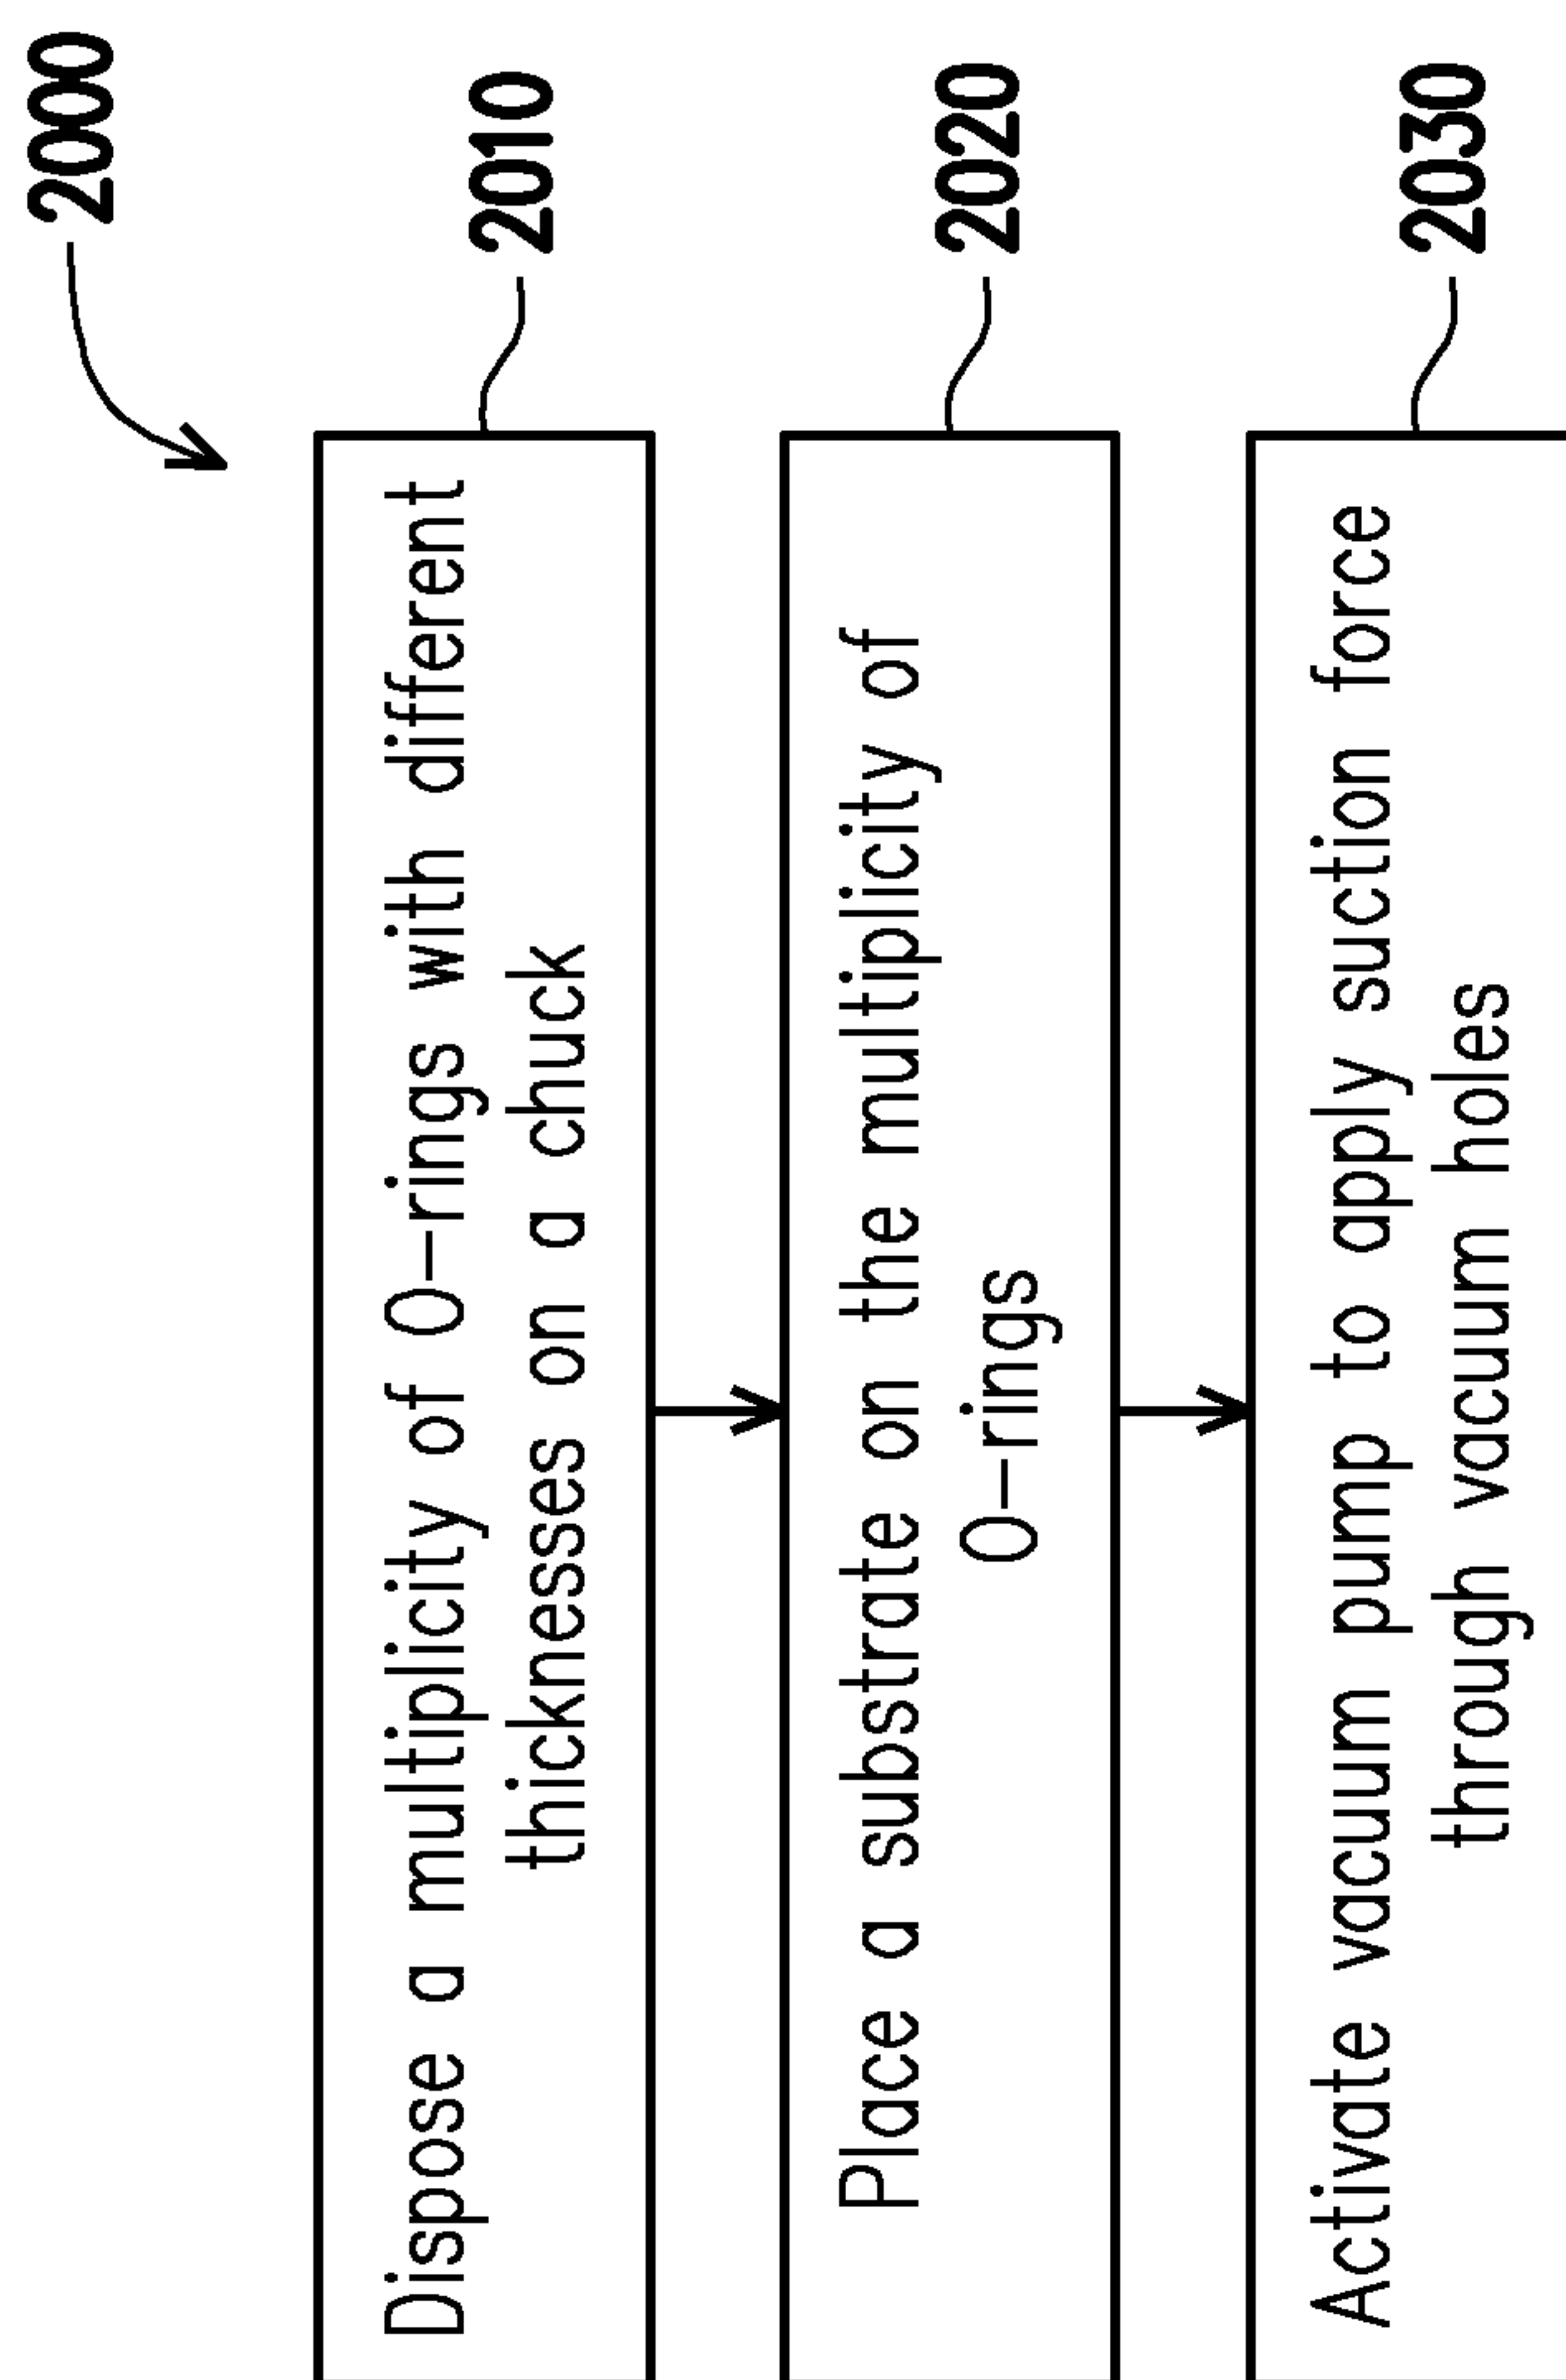 2000
Dispose a multiplicity of O-rings with different
thicknesses on a chuck
2010
Place a substrate on the multiplicity of
O-rings
2020
Activate vacuum pump to apply suction force
through vacuum holes
2030